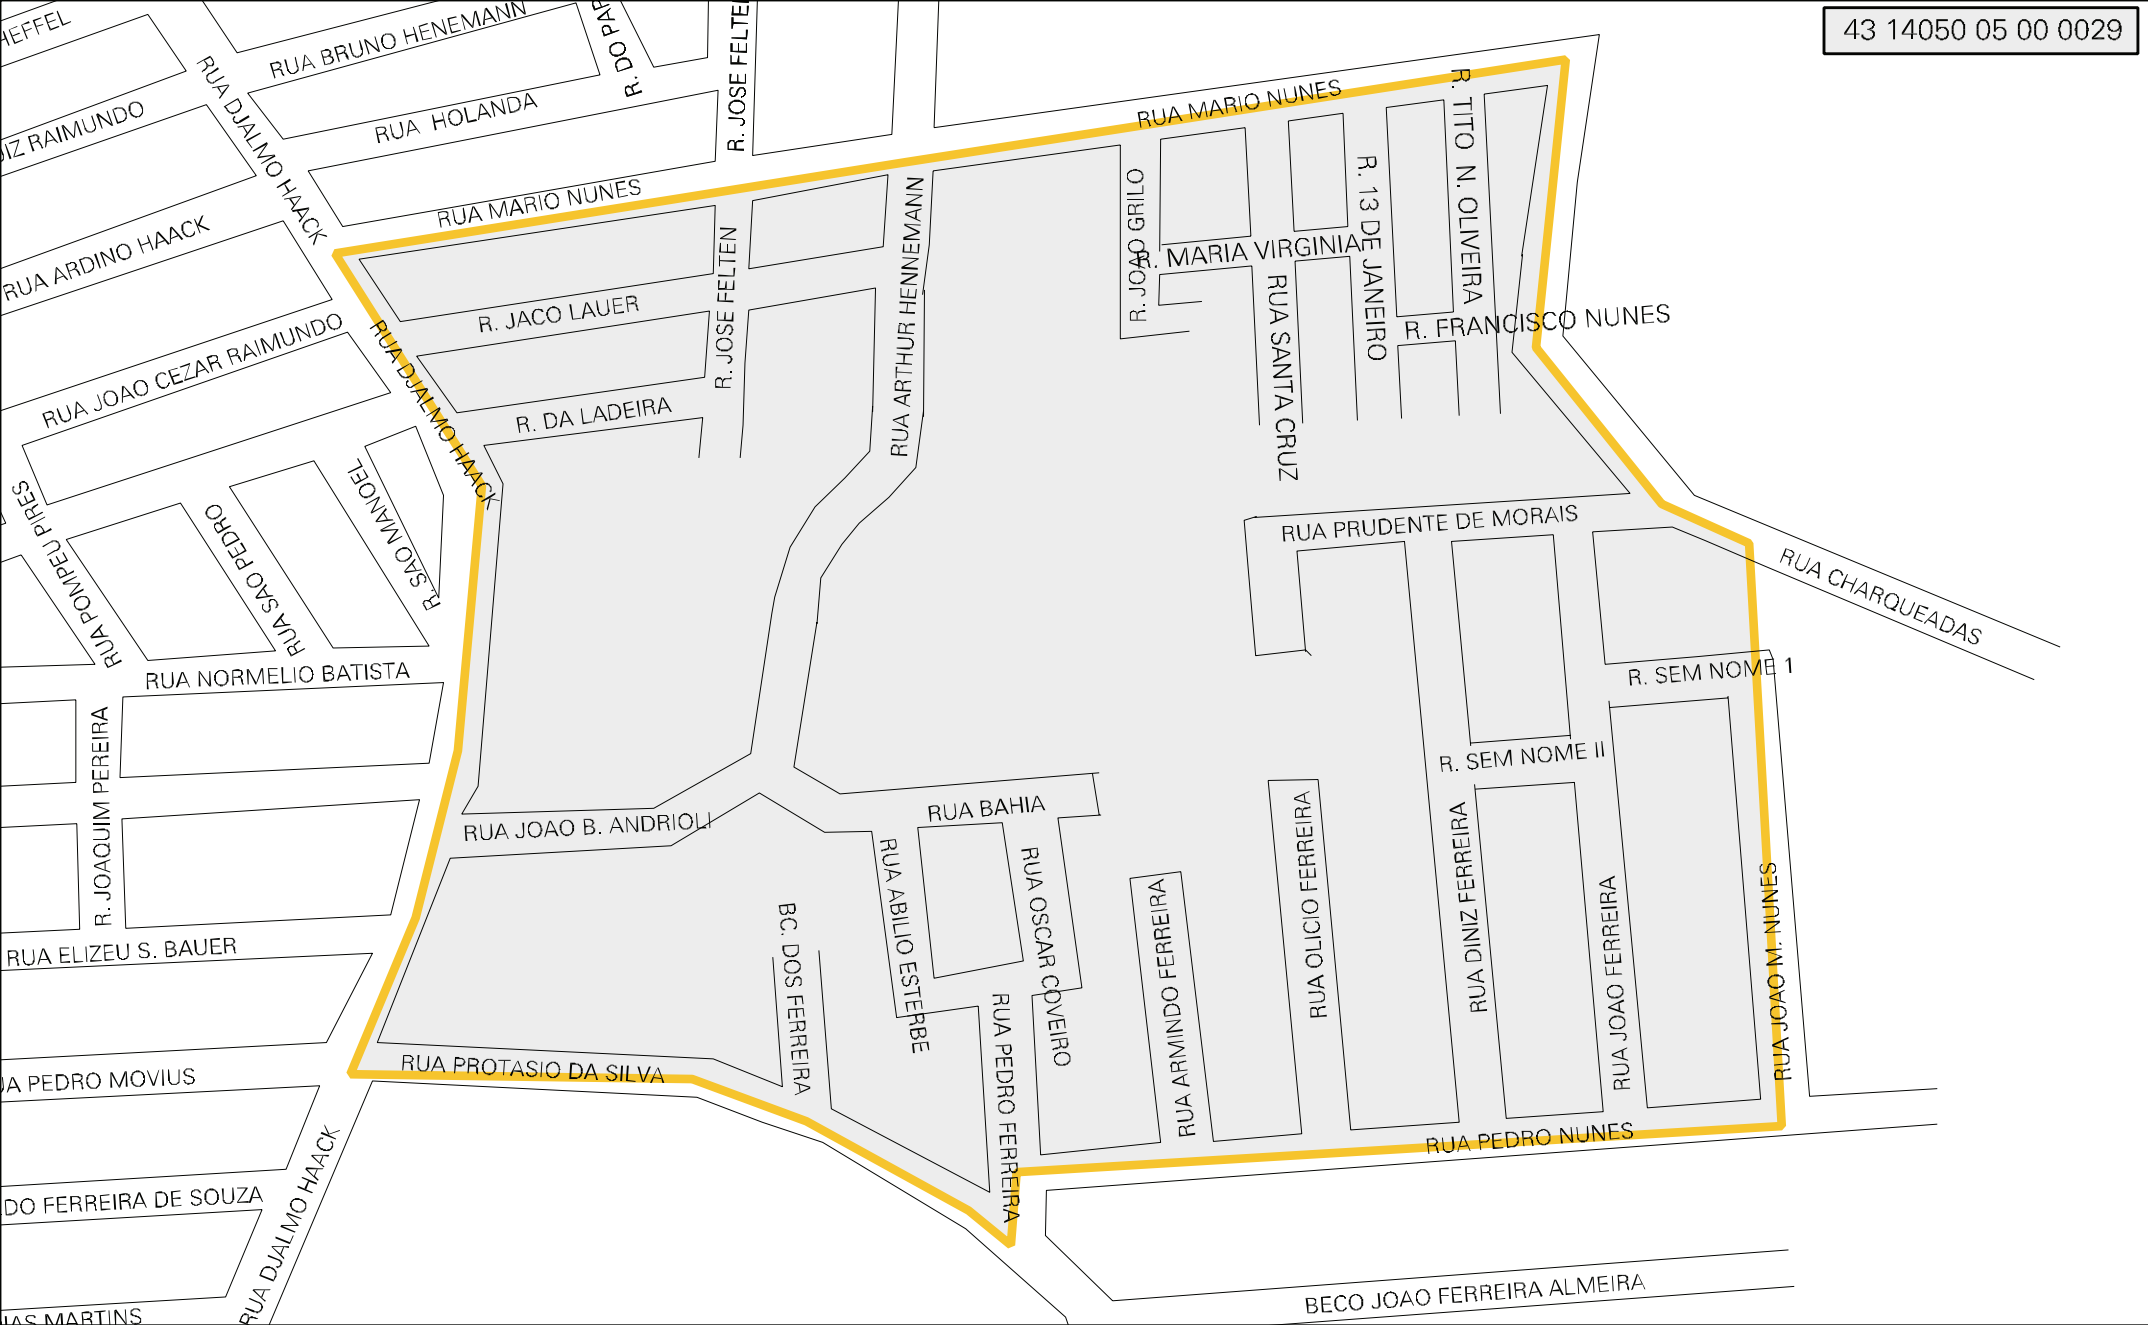 43 14050 05 00 0029
HEFFEL
RUA BRUNO HENEMANN
R. DO PAR
R. JOSE FELTE
RUA DJALMO HAACK
RUA HOLANDA
IZ RAIMUNDO
RUA MARIO NUNES
RUA MARIO NUNES
R. TITO N. OLIVEIRA
R. 13 DE JANEIRO
R. JOAO GRILO
R. MARIA VIRGINIA
RUA ARDINO HAACK
R. JACO LAUER
R. JOSE FELTEN
RUA ARTHUR HENNEMANN
RUA SANTA CRUZ
R. FRANCISCO NUNES
RUA JOAO CEZAR RAIMUNDO
RUA DJALMO HAACK
R. DA LADEIRA
RUA POMPEU PIRES
RUA SAO PEDRO
R. SAO MANOEL
RUA PRUDENTE DE MORAIS
RUA CHARQUEADAS
RUA NORMELIO BATISTA
R. SEM NOME 1
R. SEM NOME II
R. JOAQUIM PEREIRA
RUA JOAO B. ANDRIOLI
RUA BAHIA
RUA ABILIO ESTERBE
RUA OSCAR COVEIRO
BC. DOS FERREIRA
RUA ARMINDO FERREIRA
RUA OLICIO FERREIRA
RUA DINIZ FERREIRA
RUA JOAO FERREIRA
RUA JOAO M. NUNES
RUA ELIZEU S. BAUER
RUA PEDRO FERREIRA
RUA PROTASIO DA SILVA
UA PEDRO MOVIUS
RUA PEDRO NUNES
RUA DJALMO HAACK
DO FERREIRA DE SOUZA
BECO JOAO FERREIRA ALMEIRA
IAS MARTINS